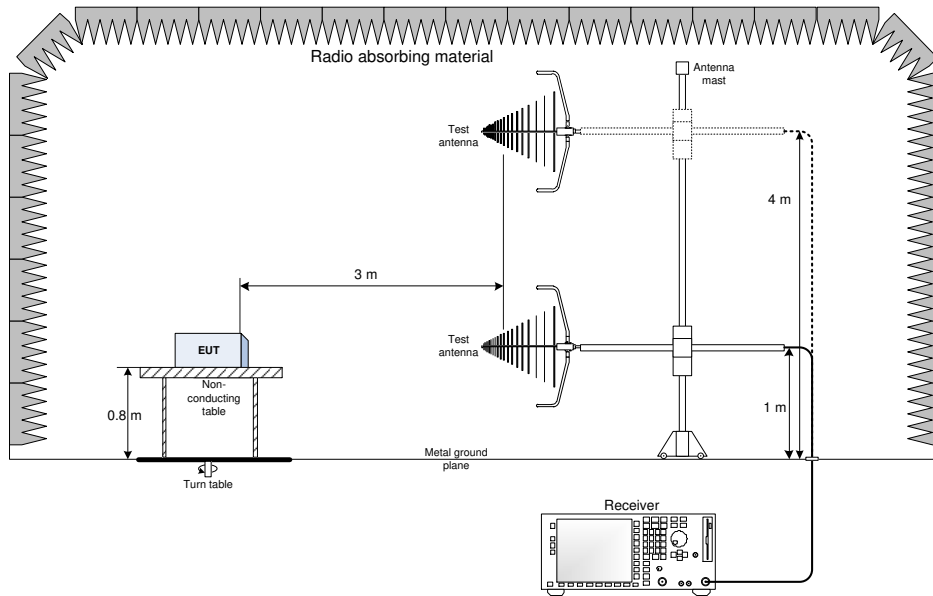 Radio absorbing material
Antenna
mast
Test
antenna
4 m
3 m
Test
antenna
EUT
Non-
conducting
table
0.8 m
1 m
Metal ground
plane
Turn table
Receiver